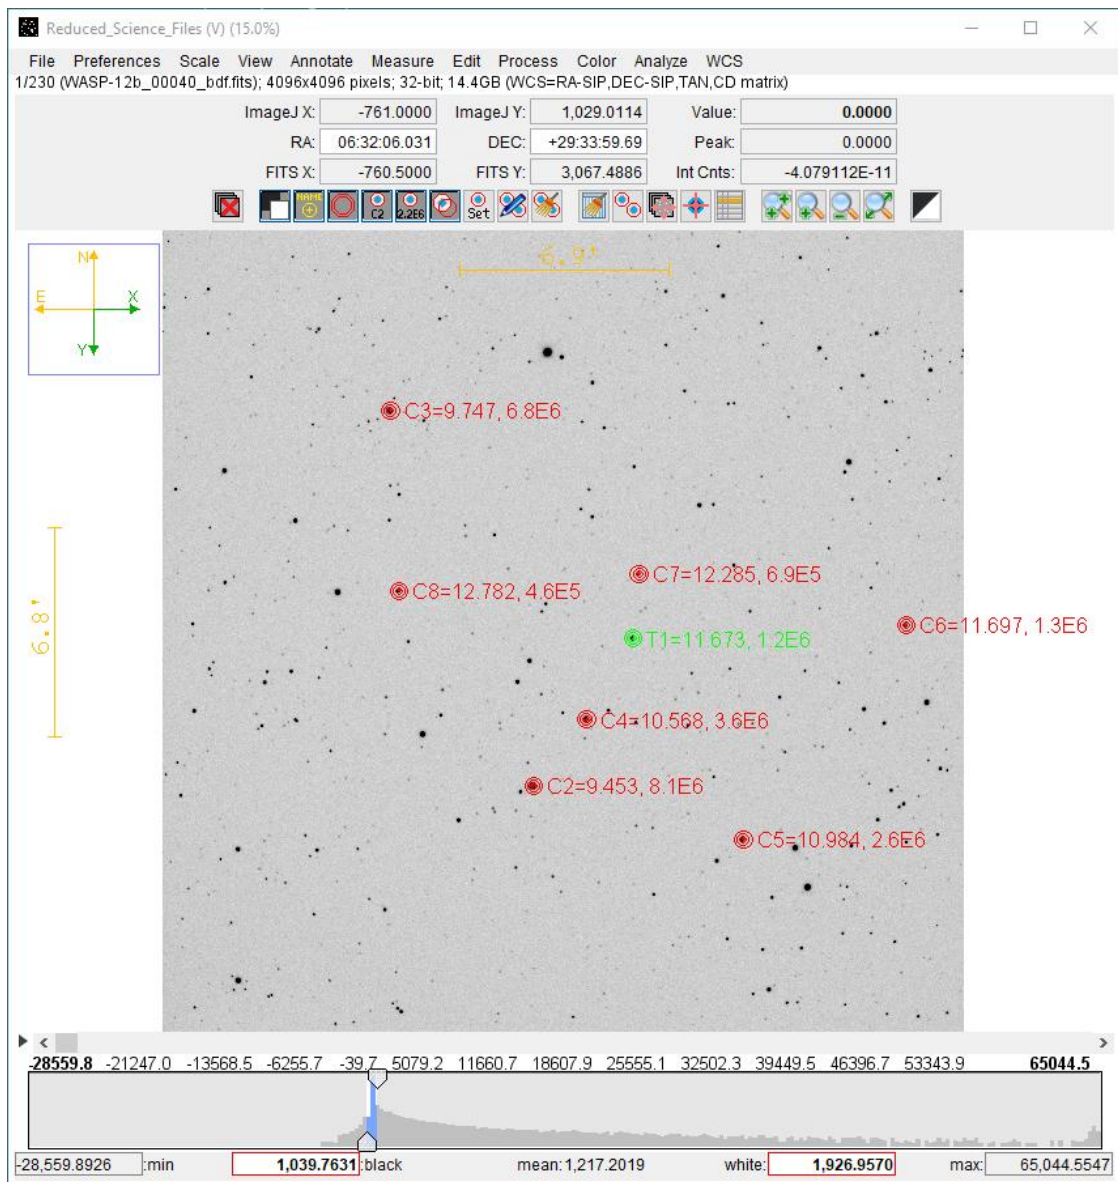 Reduced_Science_Files (V) (15.0%)
File Preferences Scale View Annotate Measure Edit Process Color Analyze WCS
1/230 (WASP-12b_00040_bdf.fits); 4096x4096 pixels; 32-bit; 14.4GB (WCS=RA-SIP,DEC-SIP,TAN,CD matrix)
ImageJ X: -761.0000 ImageJ Y: 1,029.0114 Value: 0.0000
RA: 06:32:06.031 DEC: +29:33:59.69 Peak: 0.0000
FITS X: -760.5000 FITS Y: 3,067.4886 Int Cnts: -4.079112E-11
NAME C2 2.2E6 Set
6.9'
N
E X
Y
C3=9.747, 6.8E6
C7=12.285, 6.9E5
C8=12.782, 4.6E5
6.8'
C6=11.697, 1.3E6
T1=11.673, 1.2E6
C4=10.568, 3.6E6
C2=9.453, 8.1E6
C5=10.984, 2.6E6
-28559.8 -21247.0 -13568.5 -6255.7 -39.7 5079.2 11660.7 18607.9 25555.1 32502.3 39449.5 46396.7 53343.9 65044.5
-28,559.8926 :min 1,039.7631 :black mean: 1,217.2019 white: 1,926.9570 max: 65,044.5547